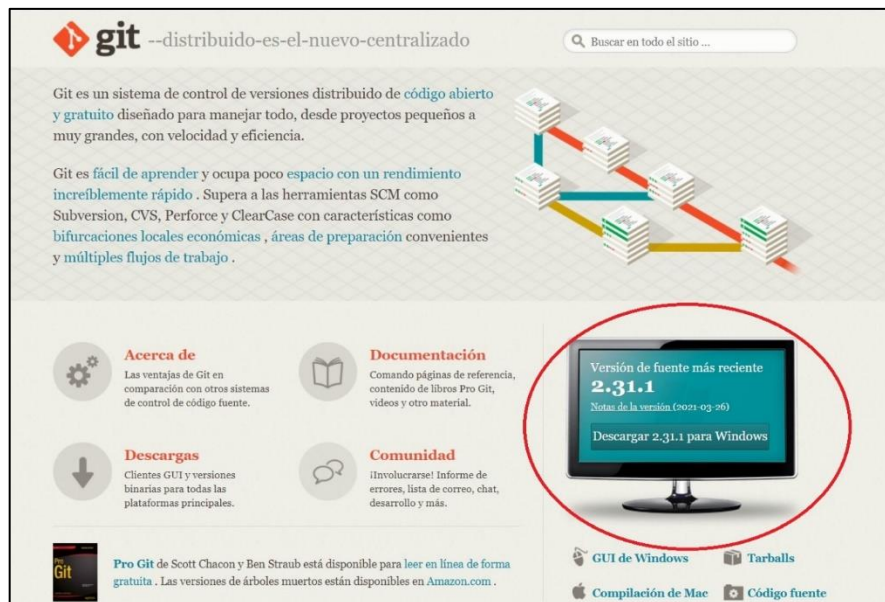 git --distribuido-es-el-nuevo-centralizado
Buscar en todo el sitio ...
Git es un sistema de control de versiones distribuido de código abierto
y gratuito diseñado para manejar todo, desde proyectos pequeños a
muy grandes, con velocidad y eficiencia.
Git es fácil de aprender y ocupa poco espacio con un rendimiento
increíblemente rápido . Supera a las herramientas SCM como
Subversion, CVS, Perforce y ClearCase con características como
bifurcaciones locales económicas , áreas de preparación convenientes
y múltiples flujos de trabajo .
Acerca de
Las ventajas de Git en
comparación con otros sistemas
de control de código fuente.
Documentación
Comando páginas de referencia,
contenido de libros Pro Git,
videos y otro material.
Descargas
Clientes GUI y versiones
binarias para todas las
plataformas principales.
Comunidad
¡Involucrarse! Informe de
errores, lista de correo, chat,
desarrollo y más.
Versión de fuente más reciente
2.31.1
Notas de la versión (2021-03-26)
Descargar 2.31.1 para Windows
Pro
Git
Pro Git de Scott Chacon y Ben Straub está disponible para leer en línea de forma
gratuita . Las versiones de árboles muertos están disponibles en Amazon.com .
GUI de Windows
Tarballs
Compilación de Mac
Código fuente